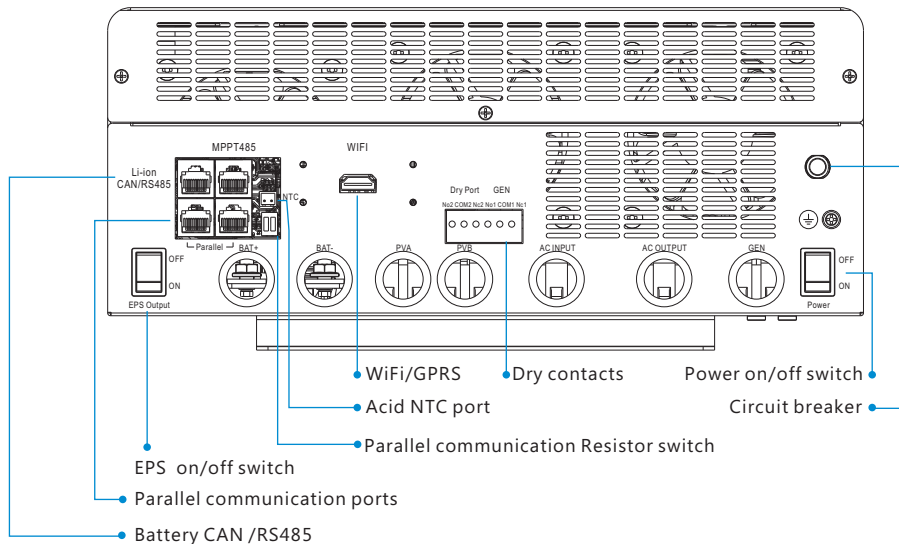 MPPT485
WIFI
Li-ion
CAN/RS485
NTC
Dry Port GEN
No2 COM2 Nc2 No1 COM1 Nc1
Parallel
BAT+
BAT-
PVA
PVB
AC INPUT
AC OUTPUT
GEN
OFF
ON
EPS Output
OFF
ON
Power
WiFi/GPRS
Dry contacts
Power on/off switch
Acid NTC port
Circuit breaker
Parallel communication Resistor switch
EPS on/off switch
Parallel communication ports
Battery CAN /RS485